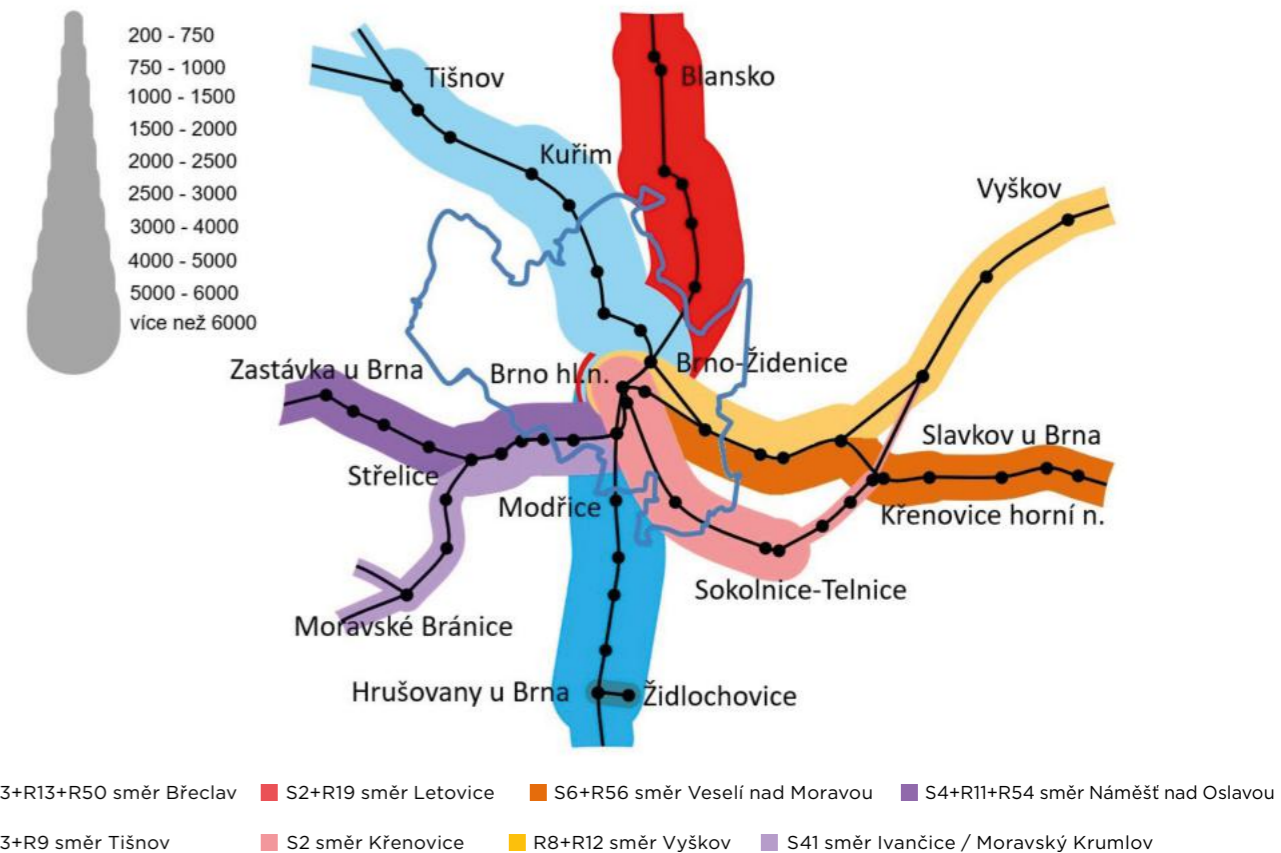 200 - 750
750 - 1000
1000 - 1500
1500 - 2000
2000 - 2500
2500 - 3000
3000 - 4000
4000 - 5000
5000 - 6000
více než 6000
Tišnov
Blansko
Kuřim
Vyškov
Zastávka u Brna
Brno hl.n.
Brno-Židenice
Střelice
Slavkov u Brna
Modřice
Křenovice horní n.
Sokolnice-Telnice
Moravské Bránice
Hrušovany u Brna
Židlochovice
3+R13+R50 směr Břeclav S2+R19 směr Letovice S6+R56 směr Veselí nad Moravou S4+R11+R54 směr Náměšť nad Oslavou
3+R9 směr Tišnov S2 směr Křenovice R8+R12 směr Vyškov S41 směr Ivančice / Moravský Krumlov